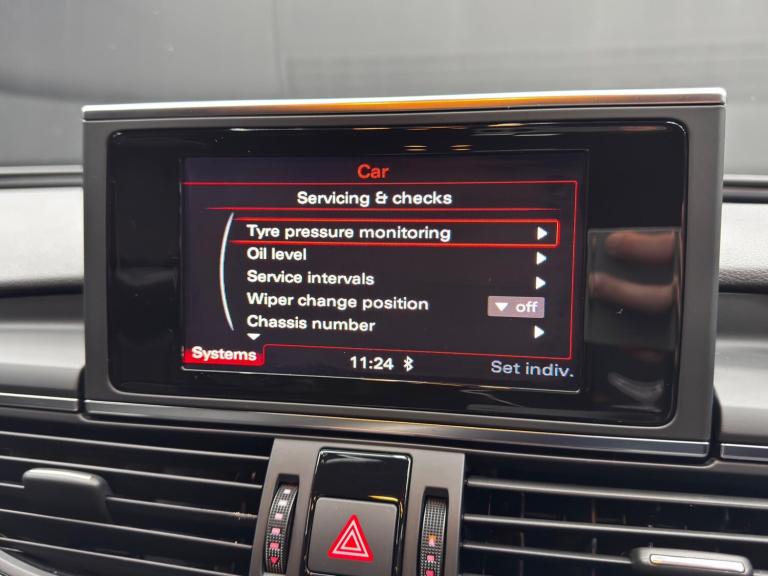 Car
Servicing & checks
Tyre pressure monitoring
Oil level
Service intervals
Wiper change position off
Chassis number
Systems 11:24 Set indiv.